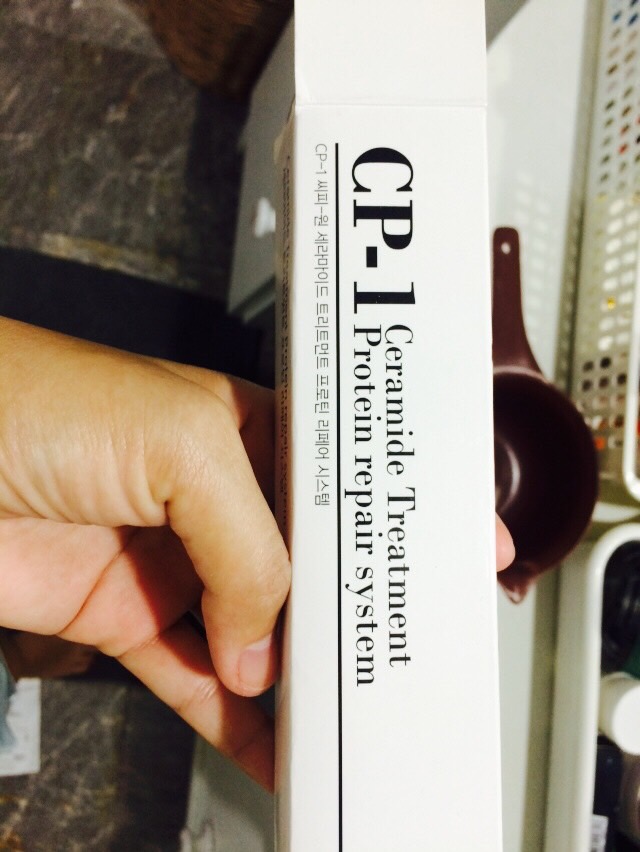 CP-1
Ceramide Treatment
Protein repair system
CP-1 씨피-원 세라마이드 트리트먼트 프로틴 리페어 시스템